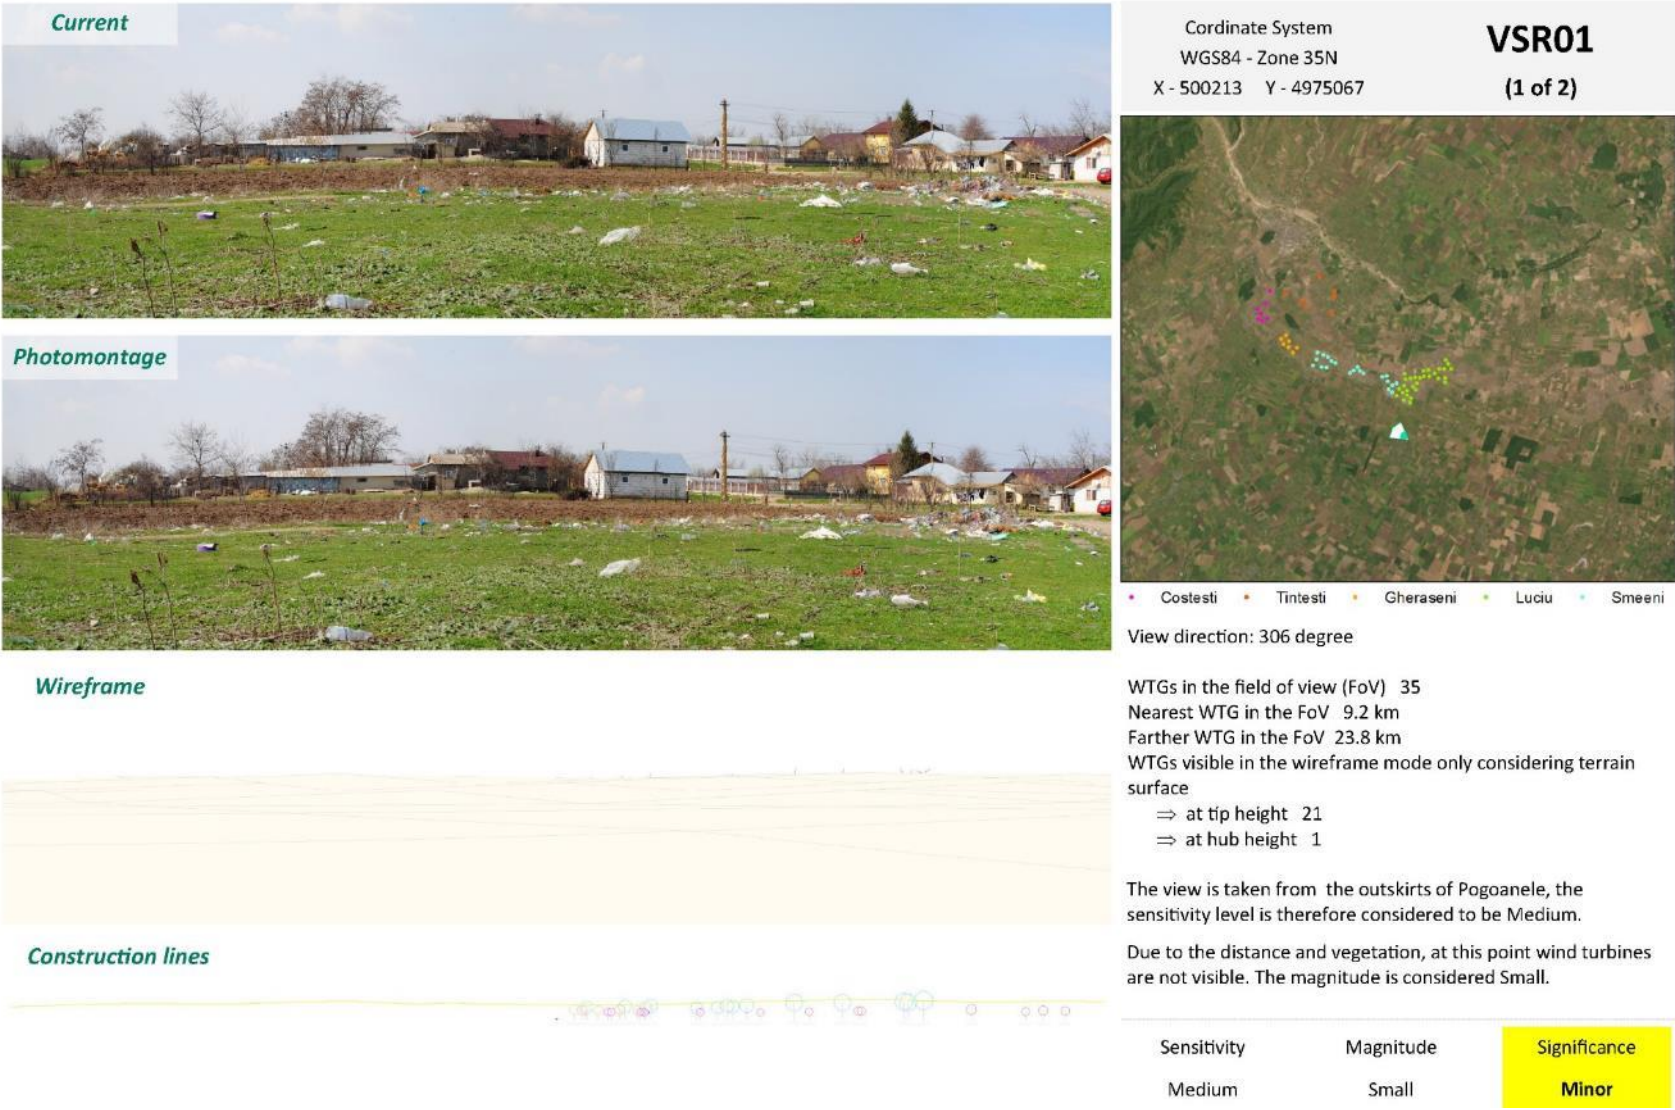 Current
Photomontage
Wireframe
Construction lines
Cordinate System
WGS84 - Zone 35N
X - 500213 Y - 4975067
VSR01
(1 of 2)
Costesti Tintesti Gheraseni Luciu Smeeni
View direction: 306 degree
WTGs in the field of view (FoV) 35
Nearest WTG in the FoV 9.2 km
Farther WTG in the FoV 23.8 km
WTGs visible in the wireframe mode only considering terrain
surface
⇒ at tip height 21
⇒ at hub height 1
The view is taken from the outskirts of Pogoanele, the
sensitivity level is therefore considered to be Medium.
Due to the distance and vegetation, at this point wind turbines
are not visible. The magnitude is considered Small.
Sensitivity Magnitude Significance
Medium Small Minor